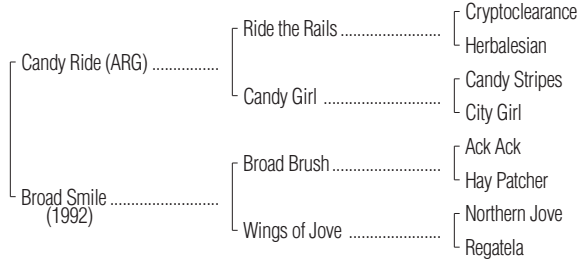 Cryptoclearance
Ride the Rails
Herbalesian
Candy Ride (ARG)
Candy Stripes
Candy Girl
City Girl
Ack Ack
Broad Brush
Hay Patcher
Broad Smile
(1992)
Northern Jove
Wings of Jove
Regatela